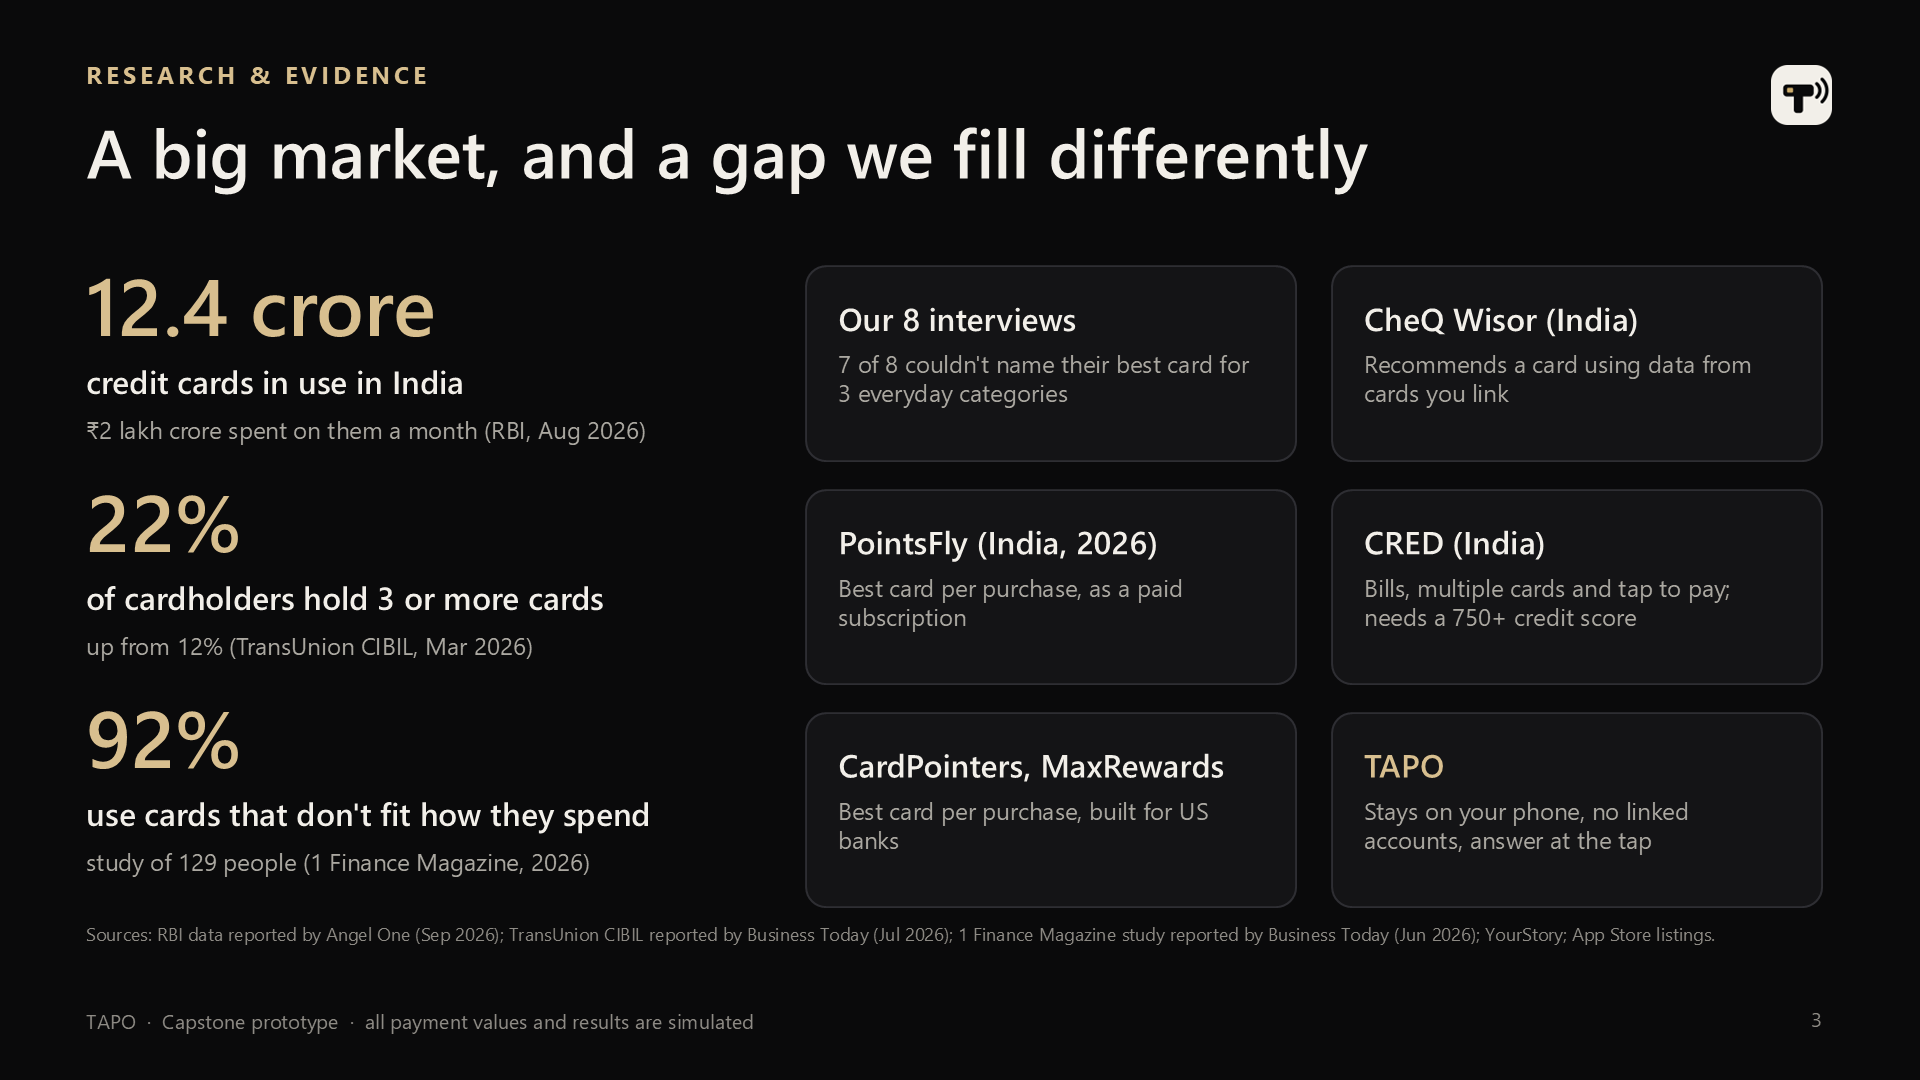 RESEARCH & EVIDENCE
A big market, and a gap we fill differently
12.4 crore
credit cards in use in India
₹2 lakh crore spent on them a month (RBI, Aug 2026)
22%
of cardholders hold 3 or more cards
up from 12% (TransUnion CIBIL, Mar 2026)
92%
use cards that don't fit how they spend
study of 129 people (1 Finance Magazine, 2026)
Our 8 interviews
7 of 8 couldn't name their best card for
3 everyday categories
CheQ Wisor (India)
Recommends a card using data from
cards you link
PointsFly (India, 2026)
Best card per purchase, as a paid
subscription
CRED (India)
Bills, multiple cards and tap to pay;
needs a 750+ credit score
CardPointers, MaxRewards
Best card per purchase, built for US
banks
TAPO
Stays on your phone, no linked
accounts, answer at the tap
Sources: RBI data reported by Angel One (Sep 2026); TransUnion CIBIL reported by Business Today (Jul 2026); 1 Finance Magazine study reported by Business Today (Jun 2026); YourStory; App Store listings.
TAPO · Capstone prototype · all payment values and results are simulated
3